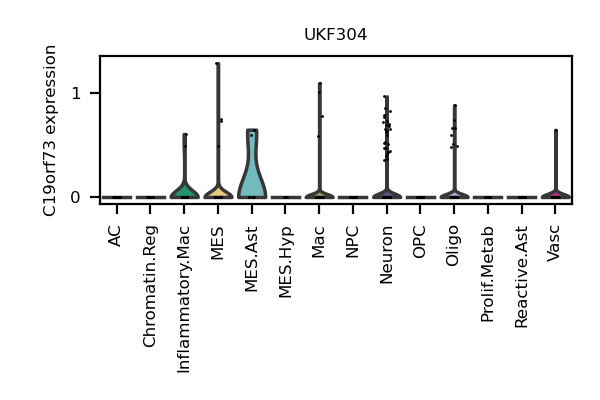 UKF304
C19orf73 expression
1
0
AC
Chromatin.Reg
Inflammatory.Mac
MES
MES.Ast
MES.Hyp
Mac
NPC
Neuron
OPC
Oligo
Prolif.Metab
Reactive.Ast
Vasc